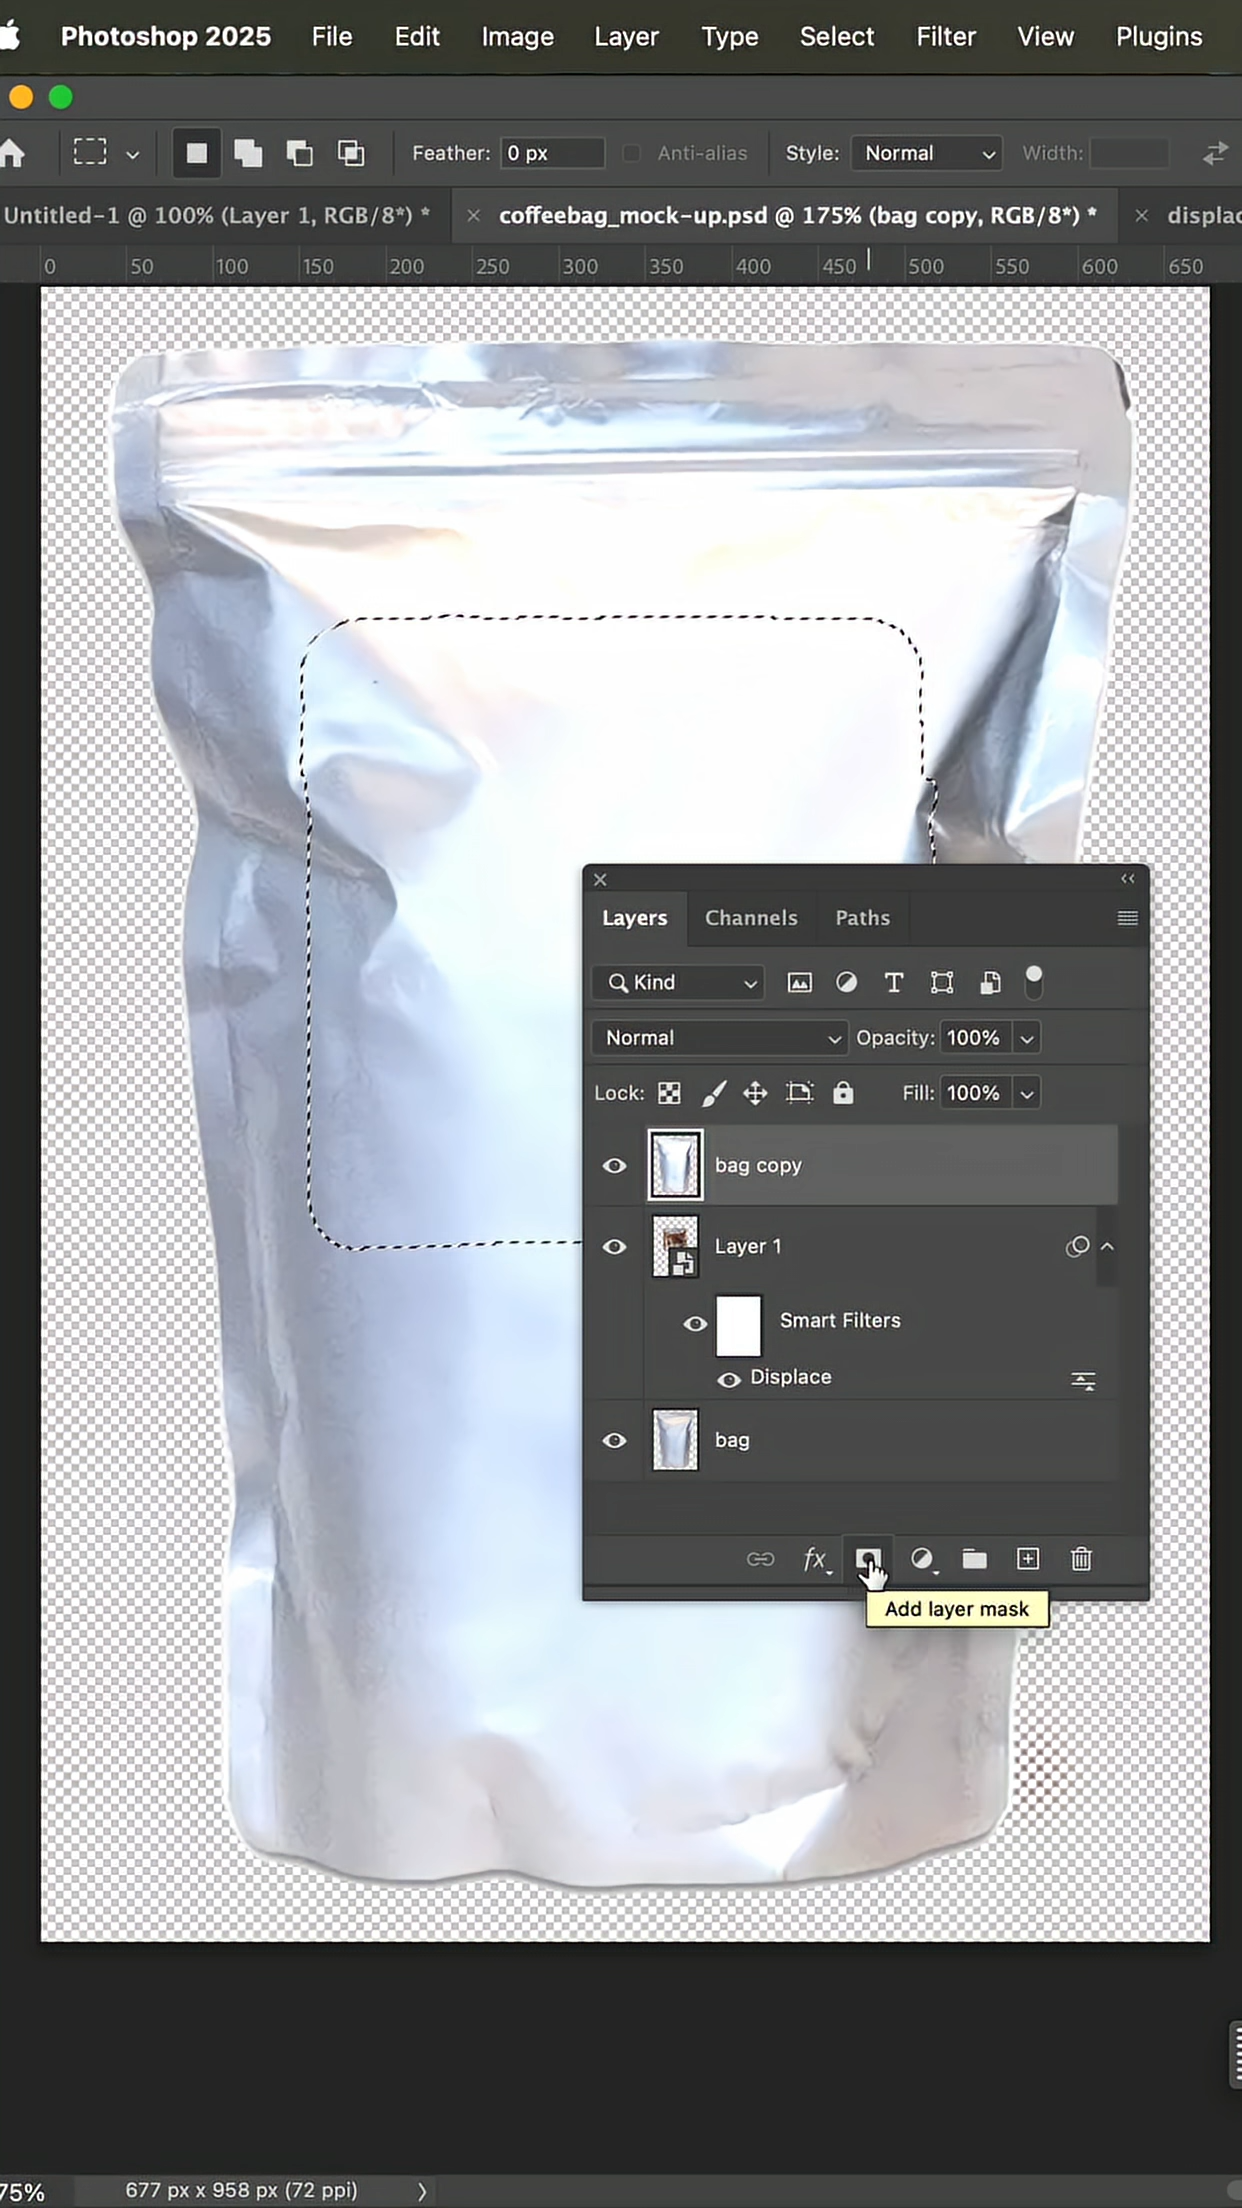 Photoshop 2025 File Edit Image Layer Type Select Filter View Plugins
Feather: 0 px Anti-alias Style: Normal Width:
Untitled-1 @ 100% (Layer 1, RGB/8*) * × coffeebag_mock-up.psd @ 175% (bag copy, RGB/8*) * × displac
0 50 100 150 200 250 300 350 400 450 500 550 600 650
Layers Channels Paths
Kind
Normal Opacity: 100%
Lock: Fill: 100%
bag copy
Layer 1
Smart Filters
Displace
bag
fx
Add layer mask
75% 677 px x 958 px (72 ppi)